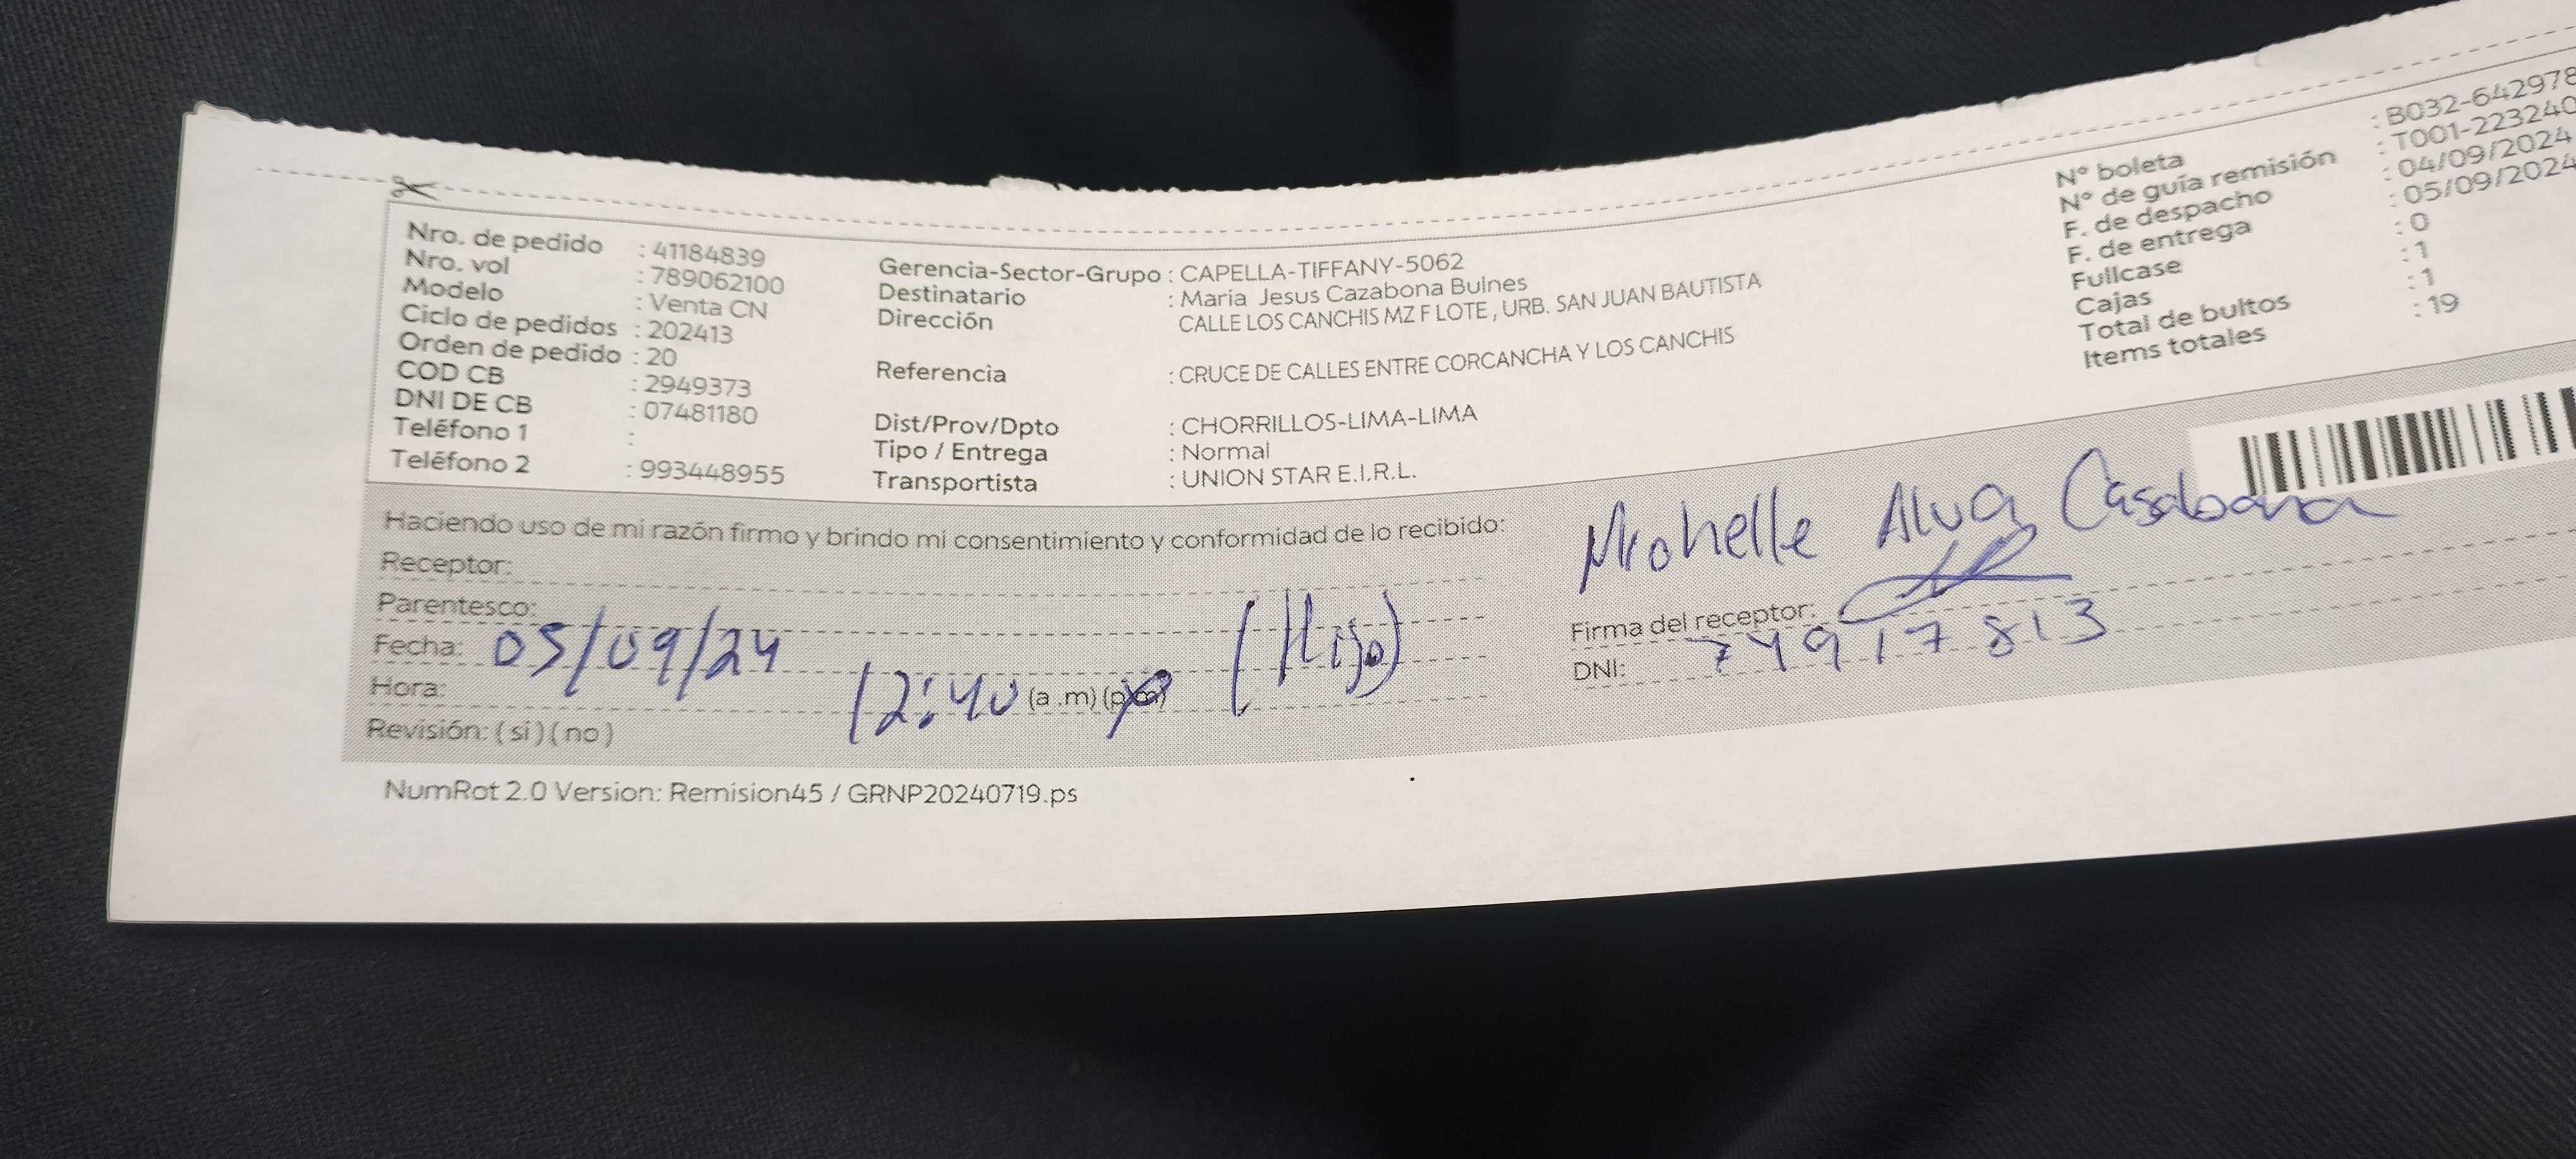 Nro. de pedido : 41184839
Nro. vol : 789062100
Modelo : Venta CN
Ciclo de pedidos : 202413
Orden de pedido : 20
COD CB : 2949373
DNI DE CB : 07481180
Teléfono 1 :
Teléfono 2 : 993448955
Gerencia-Sector-Grupo : CAPELLA-TIFFANY-5062
Destinatario : María Jesus Cazabona Bulnes
Dirección CALLE LOS CANCHIS MZ F LOTE , URB. SAN JUAN BAUTISTA
Referencia : CRUCE DE CALLES ENTRE CORCANCHA Y LOS CANCHIS
Dist/Prov/Dpto : CHORRILLOS-LIMA-LIMA
Tipo / Entrega : Normal
Transportista : UNION STAR E.I.R.L.
N° boleta : B032-642978
N° de guía remisión : T001-223240
F. de despacho : 04/09/2024
F. de entrega : 05/09/2024
Fullcase : 0
Cajas : 1
Total de bultos : 1
Items totales : 19
Haciendo uso de mi razón firmo y brindo mi consentimiento y conformidad de lo recibido:
Receptor:
Parentesco:
Fecha: 05/09/24
Hora: 12:40 (a .m) (p.m) (Hijo)
Revisión: ( si ) ( no )
Alva
Firma del receptor:
DNI: 74917813
NumRot 2.0 Version: Remision45 / GRNP20240719.ps